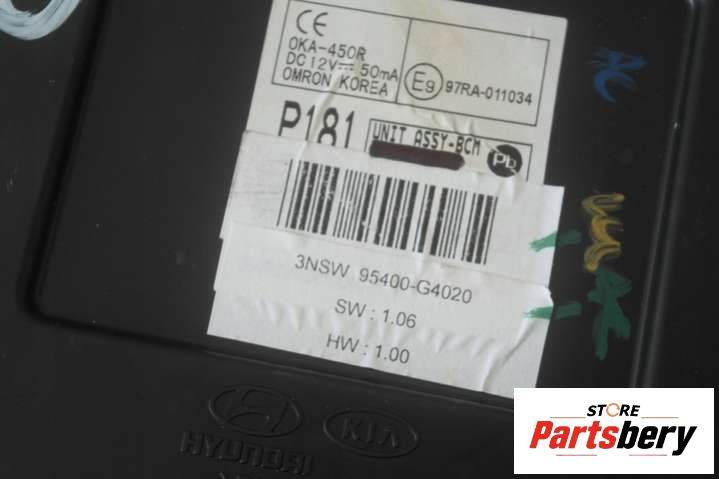 CE
OKA-450R
DC12V⎓50mA
OMRON KOREA
E9 97RA-011034
P181
UNIT ASSY-BCM
Pb
3NSW 95400-G4020
SW : 1.06
HW : 1.00
HYUNDAI
KIA
STORE
Partsbery